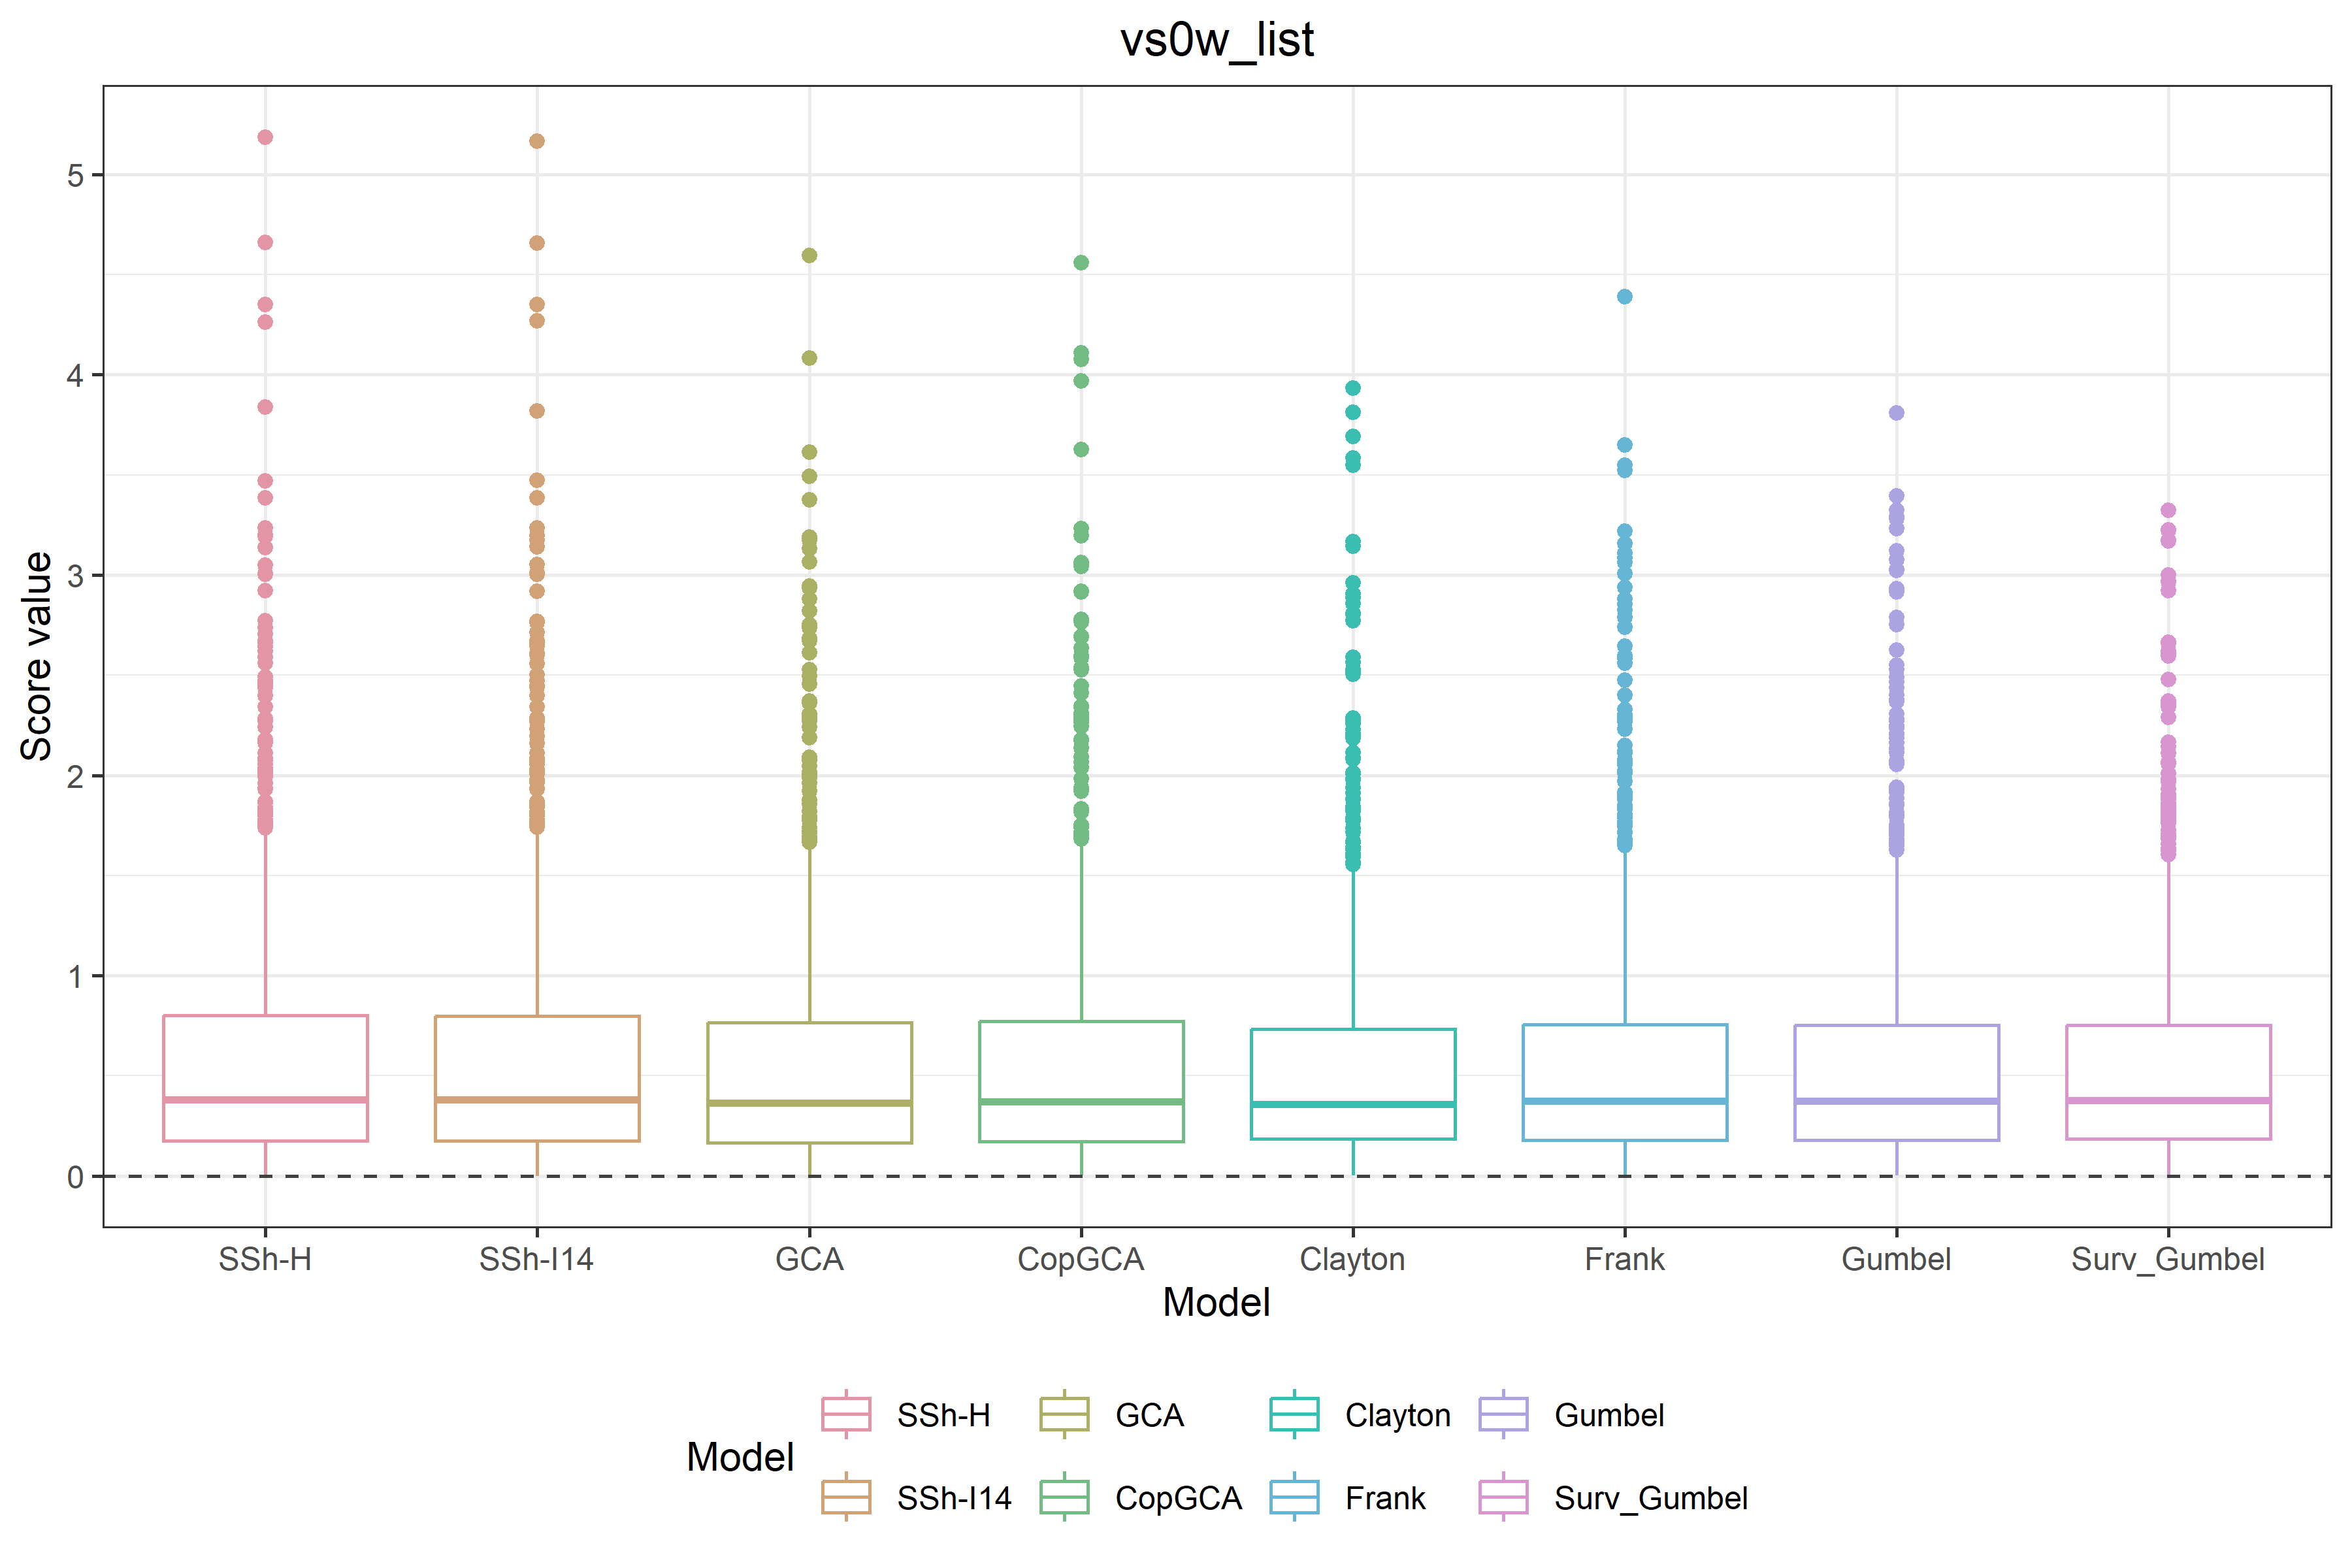 vs0w_list
Score value
5
4
3
2
1
0
SSh-H SSh-I14 GCA CopGCA Clayton Frank Gumbel Surv_Gumbel
Model
Model
SSh-H GCA Clayton Gumbel
SSh-I14 CopGCA Frank Surv_Gumbel